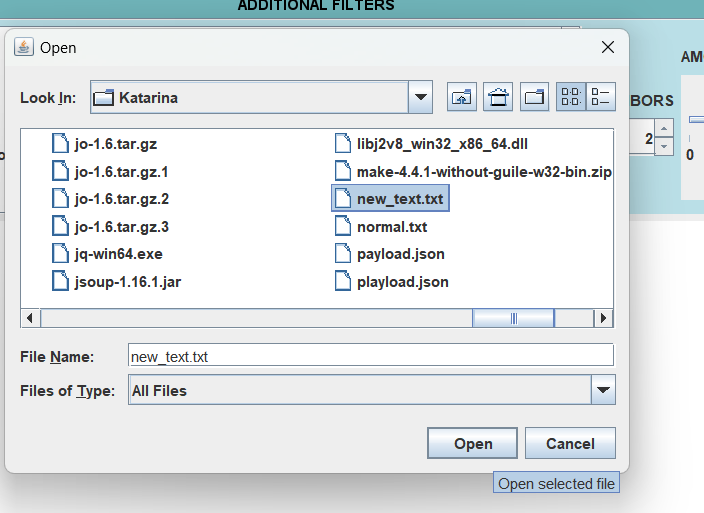 ADDITIONAL FILTERS
Open
AM
Look In: Katarina
BORS
2
0
jo-1.6.tar.gz
jo-1.6.tar.gz.1
jo-1.6.tar.gz.2
jo-1.6.tar.gz.3
jq-win64.exe
jsoup-1.16.1.jar
libj2v8_win32_x86_64.dll
make-4.4.1-without-guile-w32-bin.zip
new_text.txt
normal.txt
payload.json
playload.json
File Name: new_text.txt
Files of Type: All Files
Open Cancel
Open selected file